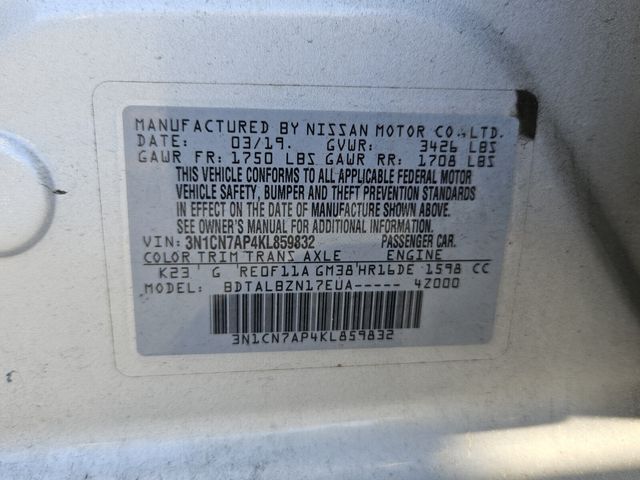 MANUFACTURED BY NISSAN MOTOR CO.,LTD.
DATE: 03/19. GVWR: 3426 LBS
GAWR FR: 1750 LBS GAWR RR: 1708 LBS
THIS VEHICLE CONFORMS TO ALL APPLICABLE FEDERAL MOTOR
VEHICLE SAFETY, BUMPER AND THEFT PREVENTION STANDARDS
IN EFFECT ON THE DATE OF MANUFACTURE SHOWN ABOVE.
SEE OWNER'S MANUAL FOR ADDITIONAL INFORMATION.
VIN: 3N1CN7AP4KL859832 PASSENGER CAR.
COLOR TRIM TRANS AXLE ENGINE
K23 G RE0F11A GM38 HR16DE 1598 CC
MODEL: BDTALBZN17EUA----- 4Z000
3N1CN7AP4KL859832